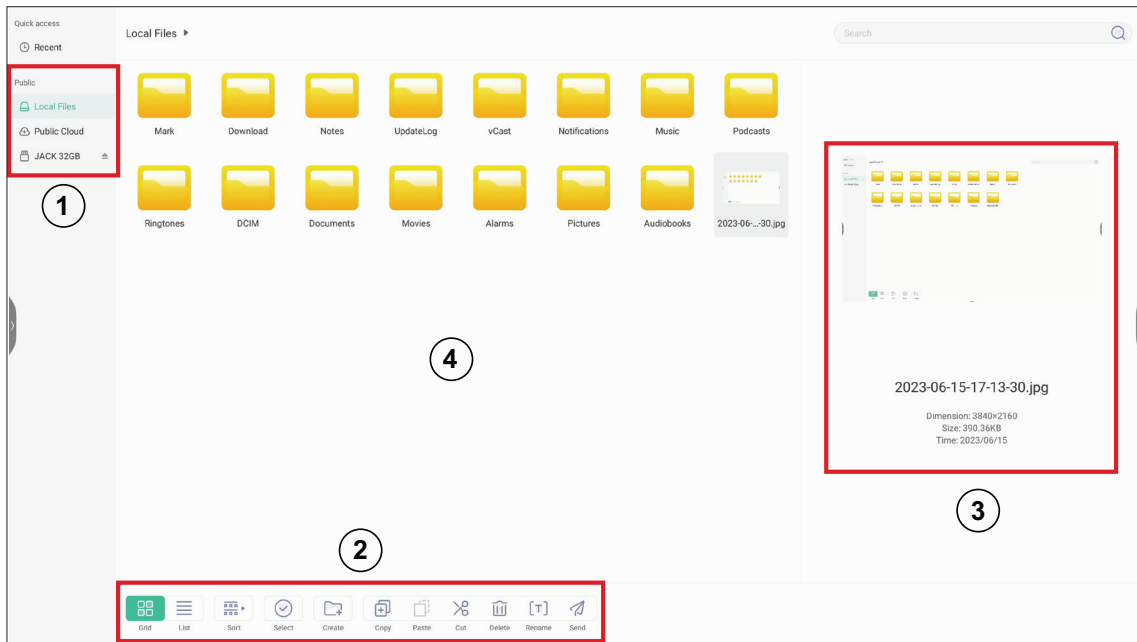 Quick access
Recent
Public
Local Files
Public Cloud
JACK 32GB
1
Local Files
Search
Mark Download Notes UpdateLog vCast Notifications Music Podcasts
Ringtones DCIM Documents Movies Alarms Pictures Audiobooks 2023-06-...-30.jpg
4
2023-06-15-17-13-30.jpg
Dimension: 3840×2160
Size: 390.36KB
Time: 2023/06/15
3
2
Grid List Sort Select Create Copy Paste Cut Delete Rename Send